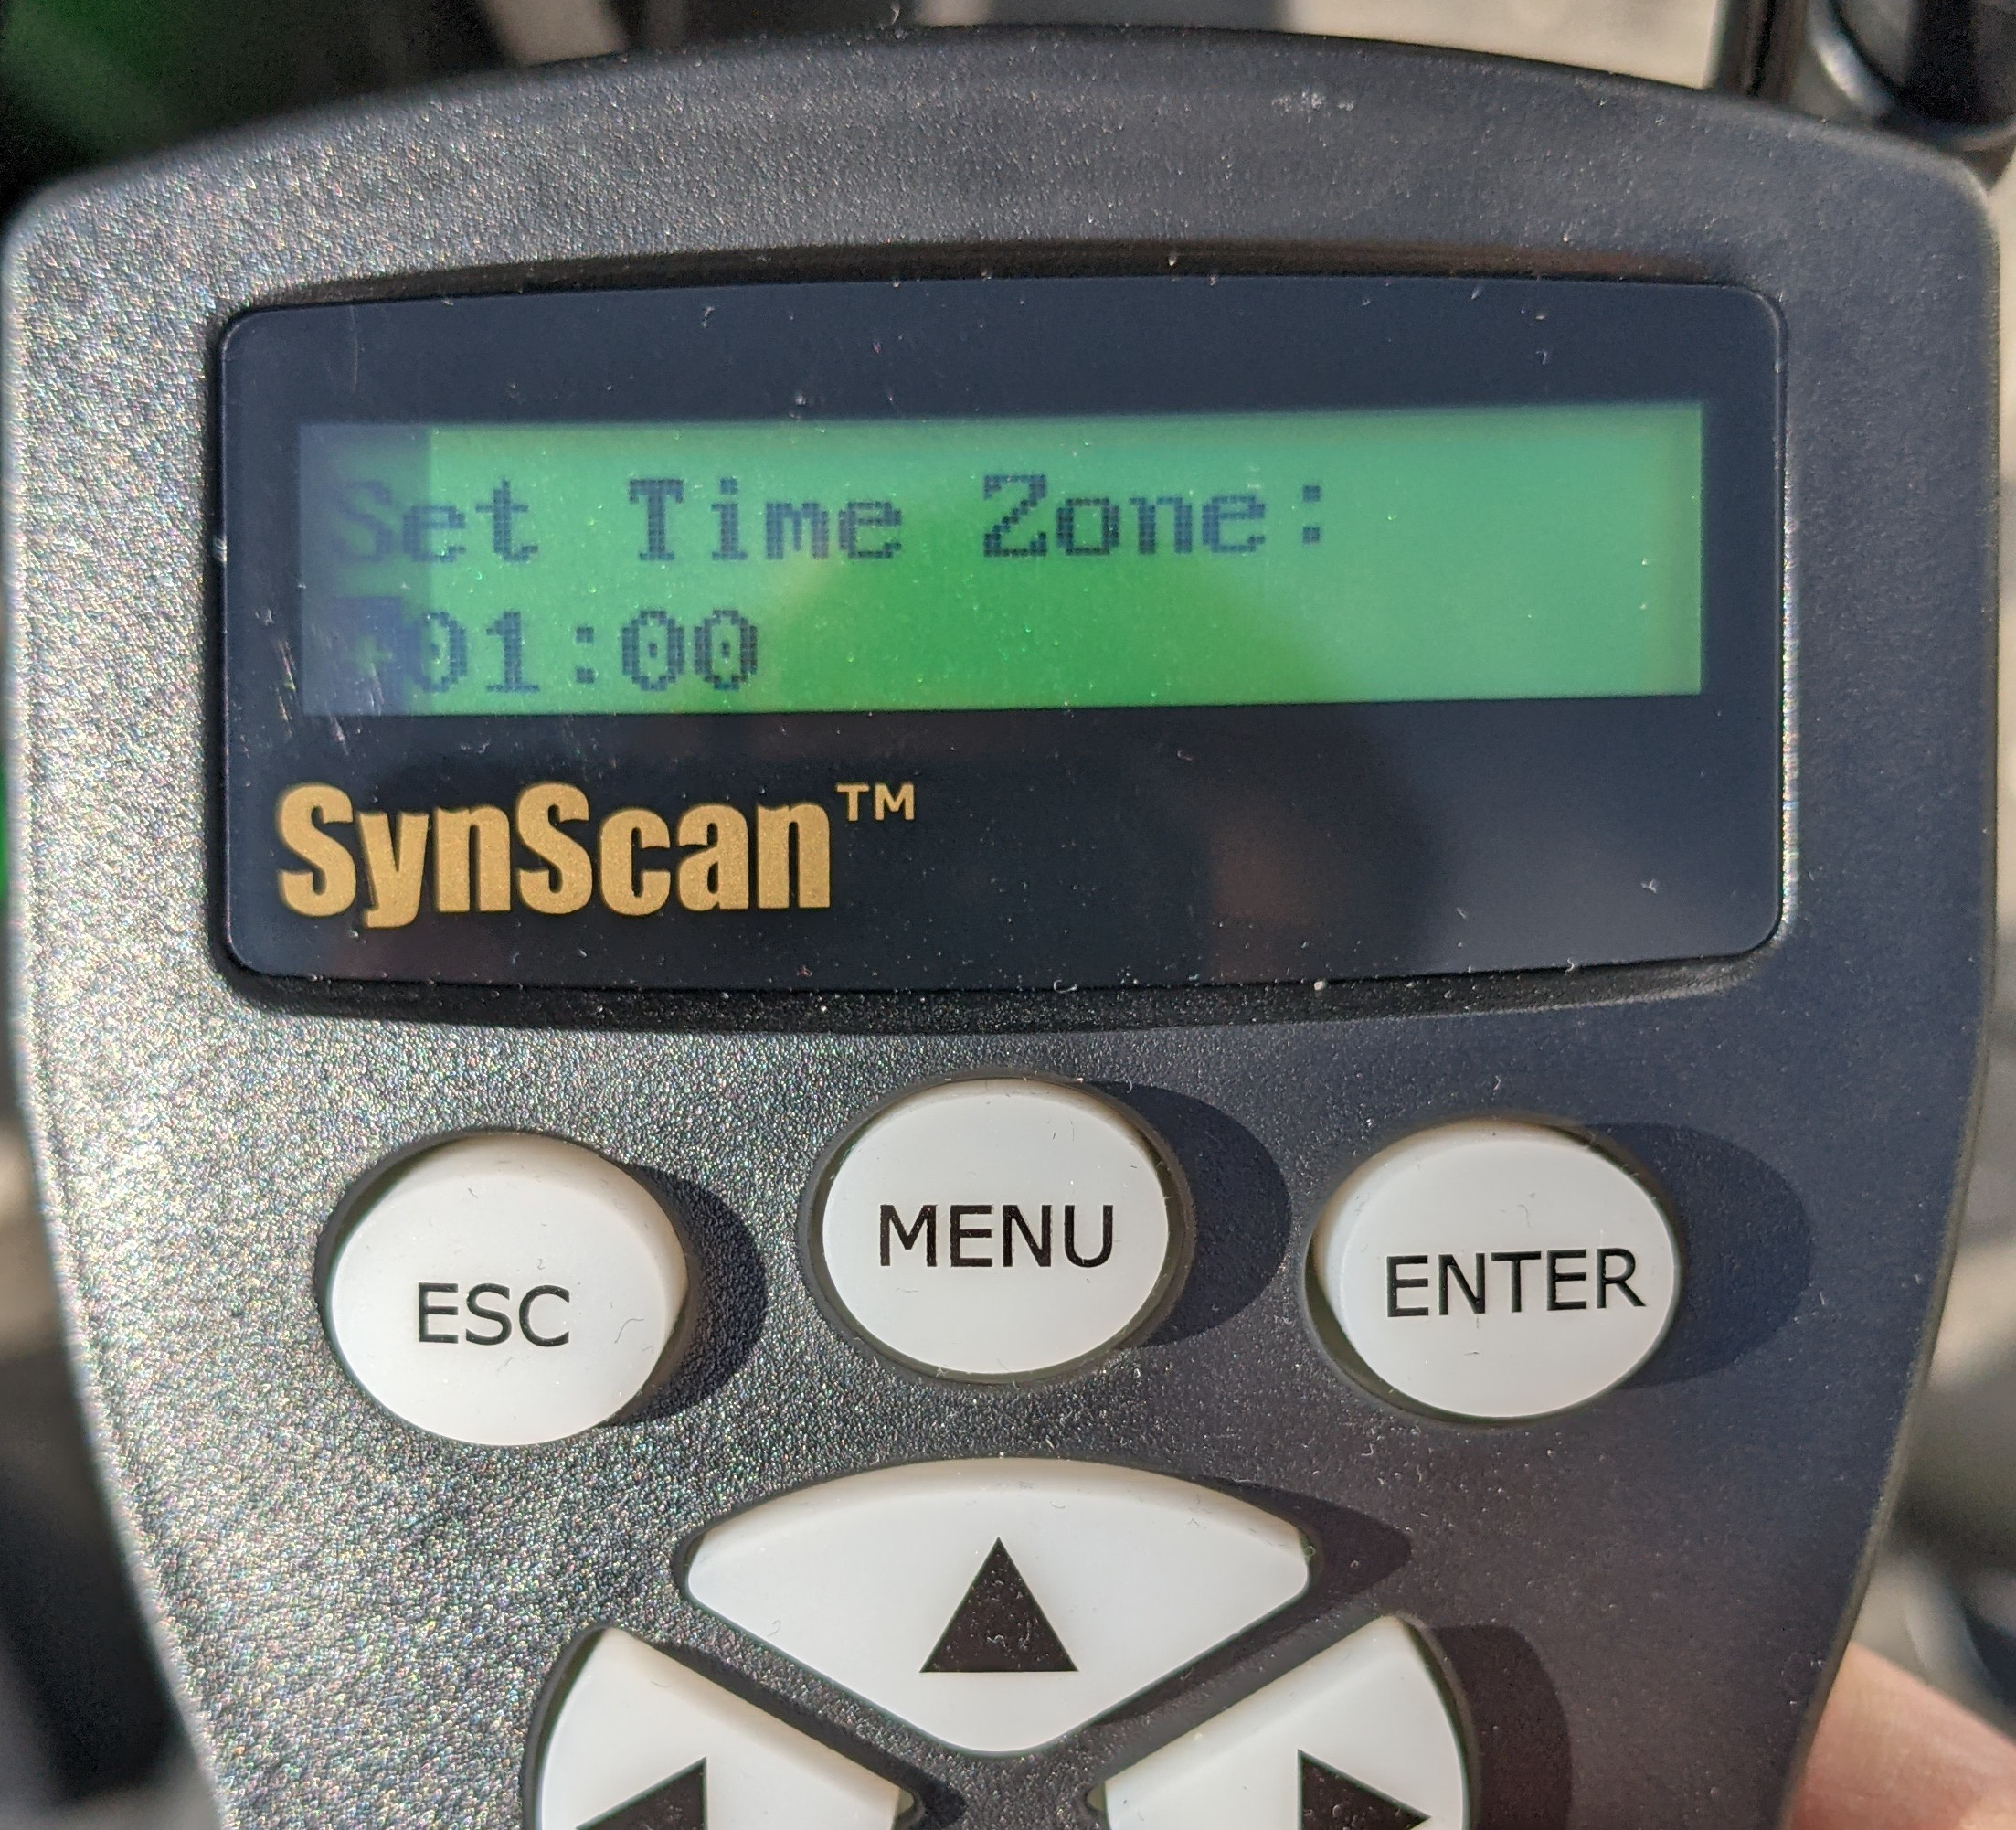 Set Time Zone:
+01:00
SynScan™
ESC
MENU
ENTER